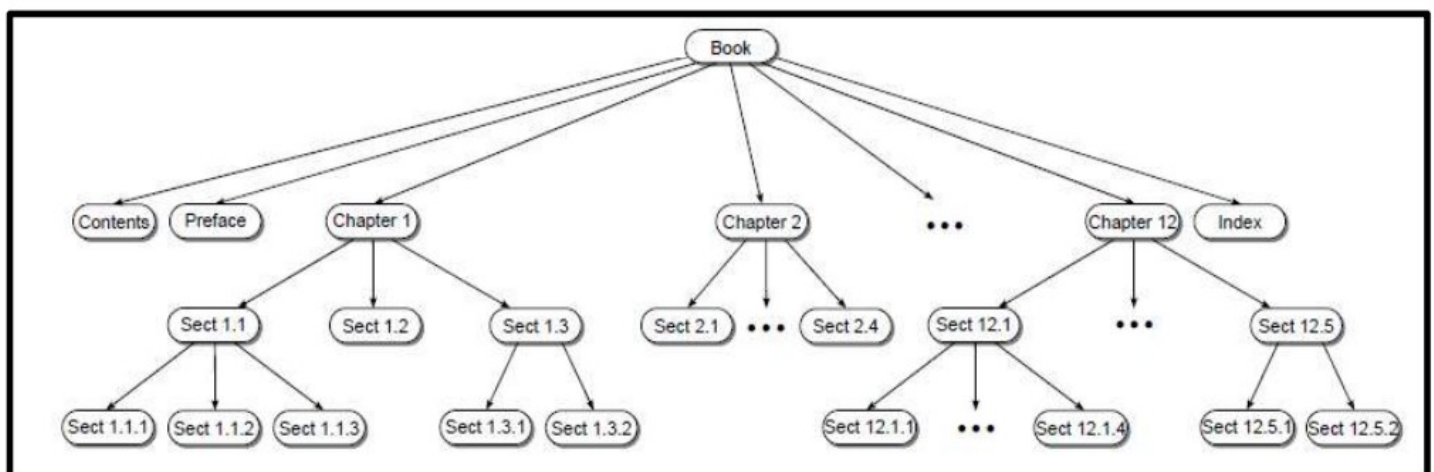 Book
Contents Preface Chapter 1 Chapter 2 ••• Chapter 12 Index
Sect 1.1 Sect 1.2 Sect 1.3 Sect 2.1 ••• Sect 2.4 Sect 12.1 ••• Sect 12.5
Sect 1.1.1 Sect 1.1.2 Sect 1.1.3 Sect 1.3.1 Sect 1.3.2 Sect 12.1.1 ••• Sect 12.1.4 Sect 12.5.1 Sect 12.5.2